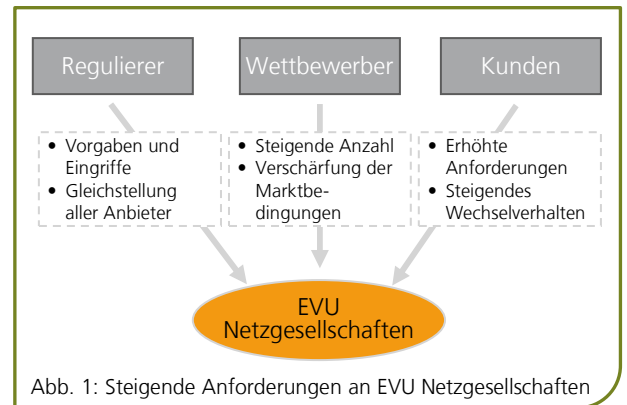 Regulierer
Wettbewerber
Kunden
• Vorgaben und
Eingriffe
• Gleichstellung
aller Anbieter
• Steigende Anzahl
• Verschärfung der
Marktbe-
dingungen
• Erhöhte
Anforderungen
• Steigendes
Wechselverhalten
EVU
Netzgesellschaften
Abb. 1: Steigende Anforderungen an EVU Netzgesellschaften